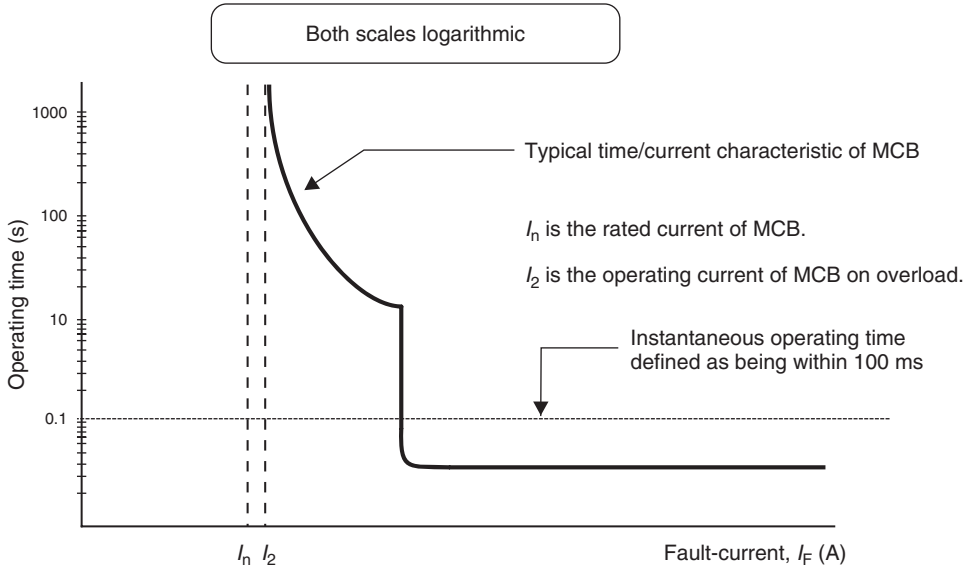 Both scales logarithmic
1000
100
10
0.1
Operating time (s)
Typical time/current characteristic of MCB
Iₙ is the rated current of MCB.
I₂ is the operating current of MCB on overload.
Instantaneous operating time
defined as being within 100 ms
Iₙ I₂
Fault-current, I_F (A)